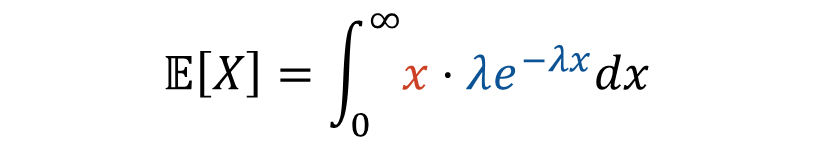 𝔼[X] = ∫₀^∞ x · λe^{−λx} dx